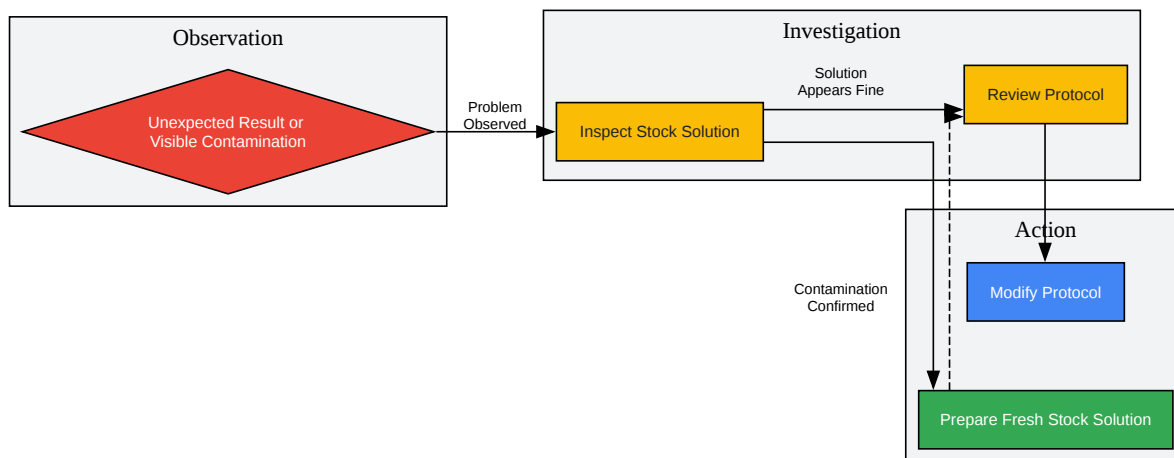 Observation
Unexpected Result or
Visible Contamination
Problem
Observed
Investigation
Inspect Stock Solution
Solution
Appears Fine
Review Protocol
Action
Modify Protocol
Contamination
Confirmed
Prepare Fresh Stock Solution